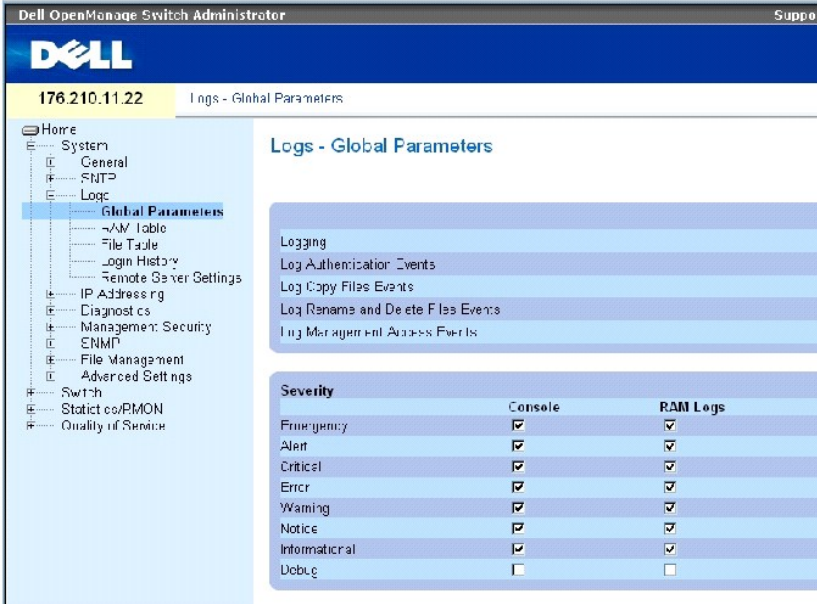 Dell OpenManage Switch Administrator
Suppo
DELL
176.210.11.22
Logs - Global Parameters
Home
System
General
SNTP
Logs
Global Parameters
RAM Table
File Table
Login History
Remote Server Settings
IP Addressing
Diagnostics
Management Security
SNMP
File Management
Advanced Settings
Switch
Statistics/RMON
Quality of Service
Logs - Global Parameters
Logging
Log Authentication Events
Log Copy Files Events
Log Rename and Delete Files Events
Log Management Access Events
Severity
Console RAM Logs
Emergency
Alert
Critical
Error
Warning
Notice
Informational
Debug